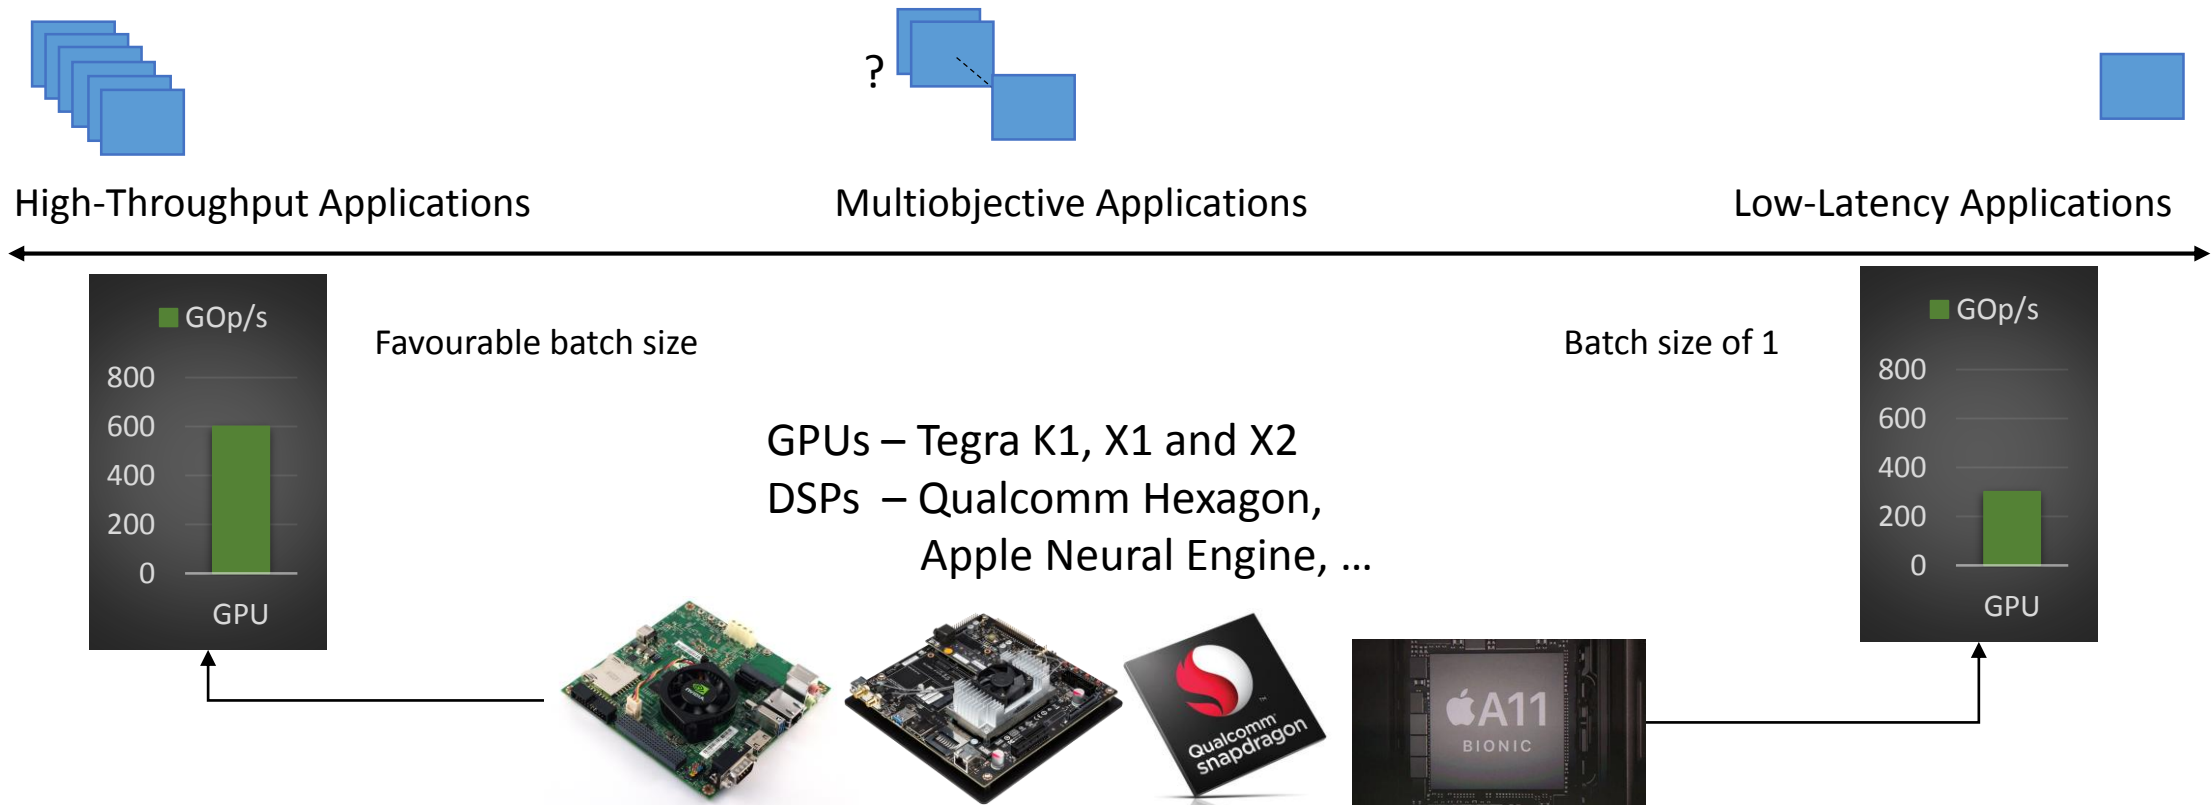 ?
High-Throughput Applications
Multiobjective Applications
Low-Latency Applications
GOp/s
800
600
400
200
0
GPU
Favourable batch size
Batch size of 1
GOp/s
800
600
400
200
0
GPU
GPUs – Tegra K1, X1 and X2
DSPs – Qualcomm Hexagon,
Apple Neural Engine, ...
Qualcomm
snapdragon
A11
BIONIC